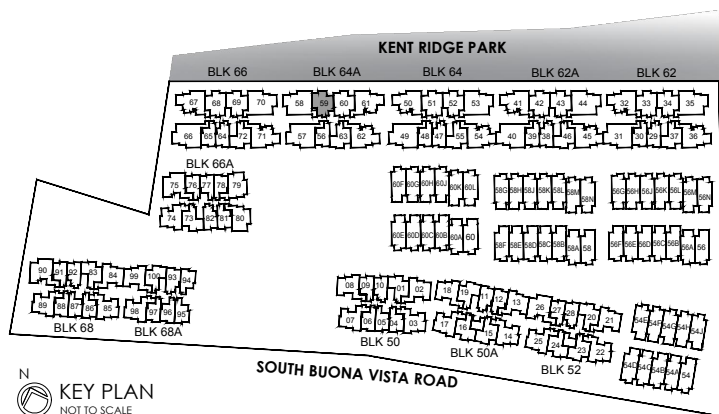 KENT RIDGE PARK
BLK 66 BLK 64A BLK 64 BLK 62A BLK 62
67 68 69 70 58 59 60 61 50 51 52 53 41 42 43 44 32 33 34 35
66 65 64 72 71 57 56 63 62 49 48 47 55 54 40 39 38 46 45 31 30 29 37 36
BLK 66A
75 76 77 78 79 60F 60G 60H 60J 60K 60L 58G 58H 58J 58K 58L 58M 58N 56G 56H 56J 56K 56L 56M 56N
74 73 82 81 80 60E 60D 60C 60B 60A 60 58F 58E 58D 58C 58B 58A 58 56F 56E 56D 56C 56B 56A 56
90 91 92 83 84 99 100 93 94 08 09 10 01 02 18 19 11 12 13 26 27 28 20 21 54E 54F 54G 54H 54J
89 88 87 86 85 98 97 96 95 07 06 05 04 03 17 16 15 14 25 24 23 22 54D 54C 54B 54A 54
BLK 68 BLK 68A BLK 50 BLK 50A BLK 52
SOUTH BUONA VISTA ROAD
N
KEY PLAN
NOT TO SCALE